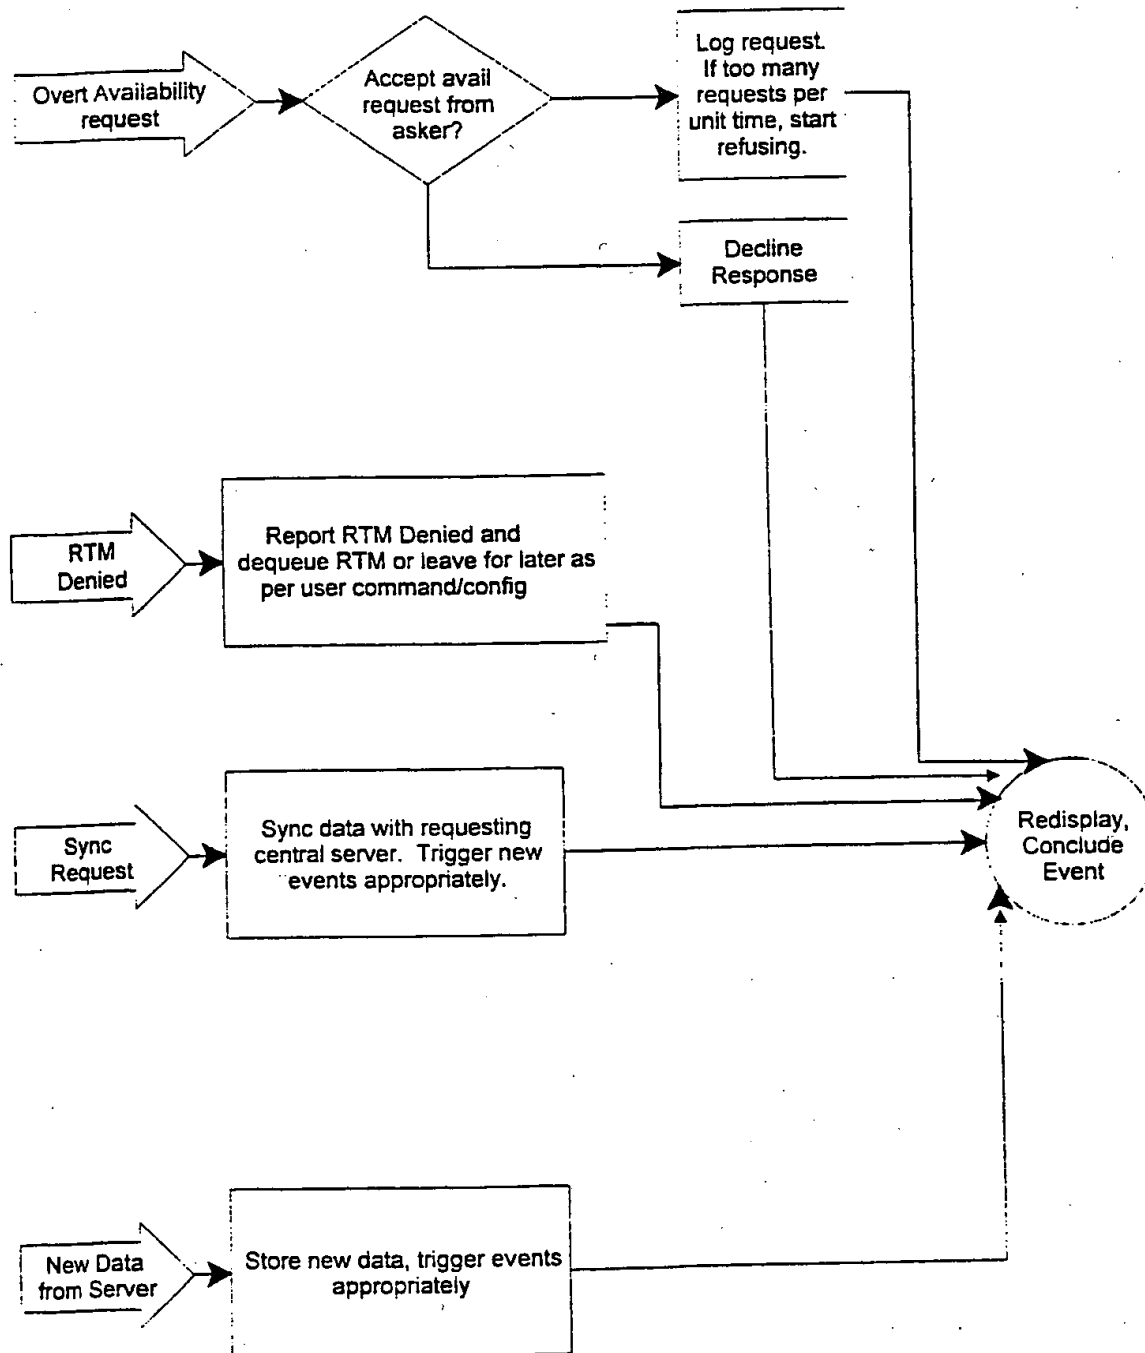 Overt Availability
request
Accept avail
request from
asker?
Log request.
If too many
requests per
unit time, start
refusing.
Decline
Response
RTM
Denied
Report RTM Denied and
dequeue RTM or leave for later as
per user command/config
Sync
Request
Sync data with requesting
central server. Trigger new
events appropriately.
Redisplay,
Conclude
Event
New Data
from Server
Store new data, trigger events
appropriately